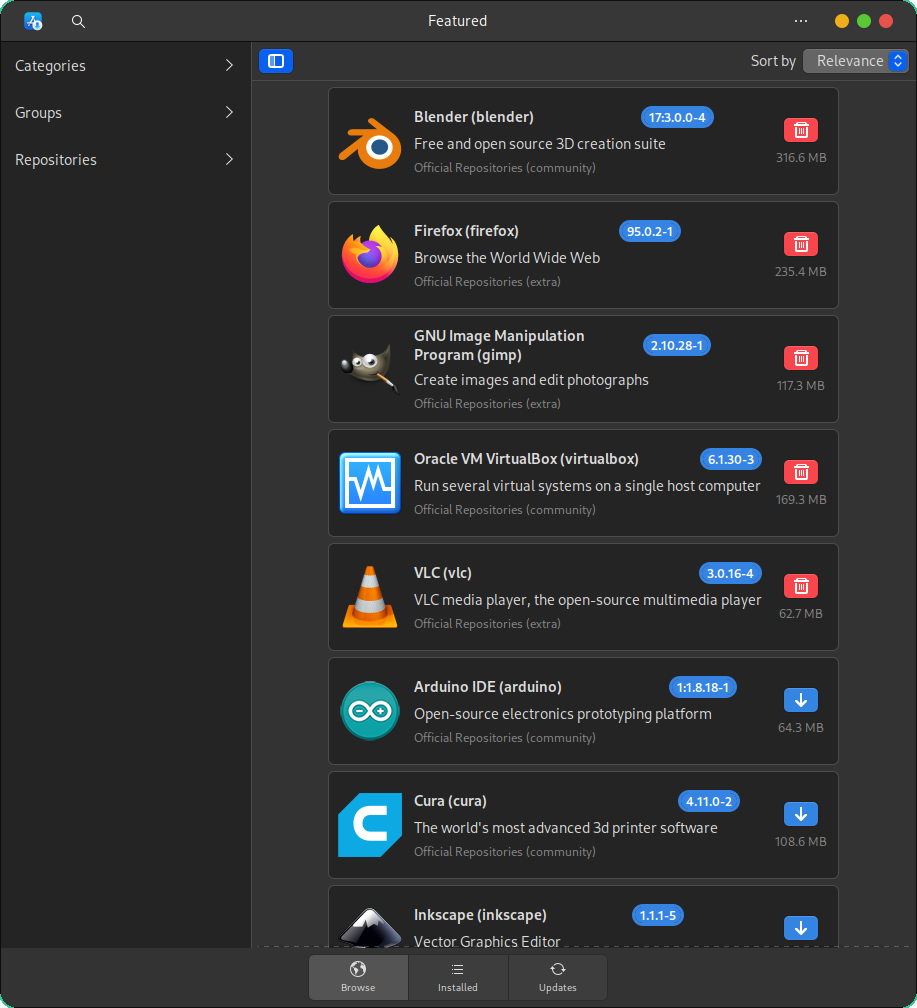 Featured
Categories
Groups
Repositories
Sort by Relevance
Blender (blender) 17:3.0.0-4
Free and open source 3D creation suite
Official Repositories (community)
316.6 MB
Firefox (firefox) 95.0.2-1
Browse the World Wide Web
Official Repositories (extra)
235.4 MB
GNU Image Manipulation
Program (gimp)
2.10.28-1
Create images and edit photographs
Official Repositories (extra)
117.3 MB
Oracle VM VirtualBox (virtualbox) 6.1.30-3
Run several virtual systems on a single host computer
Official Repositories (community)
169.3 MB
VLC (vlc) 3.0.16-4
VLC media player, the open-source multimedia player
Official Repositories (extra)
62.7 MB
Arduino IDE (arduino) 1:1.8.18-1
Open-source electronics prototyping platform
Official Repositories (community)
64.3 MB
Cura (cura) 4.11.0-2
The world's most advanced 3d printer software
Official Repositories (community)
108.6 MB
Inkscape (inkscape) 1.1.1-5
Vector Graphics Editor
Browse Installed Updates